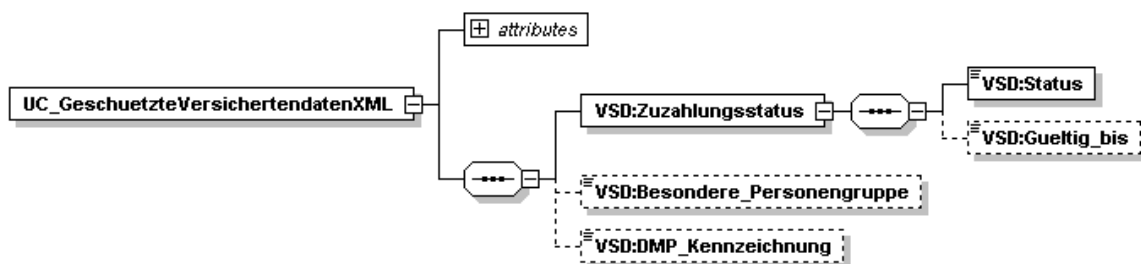 attributes
UC_GeschuetzteVersichertendatenXML
VSD:Zuzahlungsstatus
VSD:Status
VSD:Gueltig_bis
VSD:Besondere_Personengruppe
VSD:DMP_Kennzeichnung